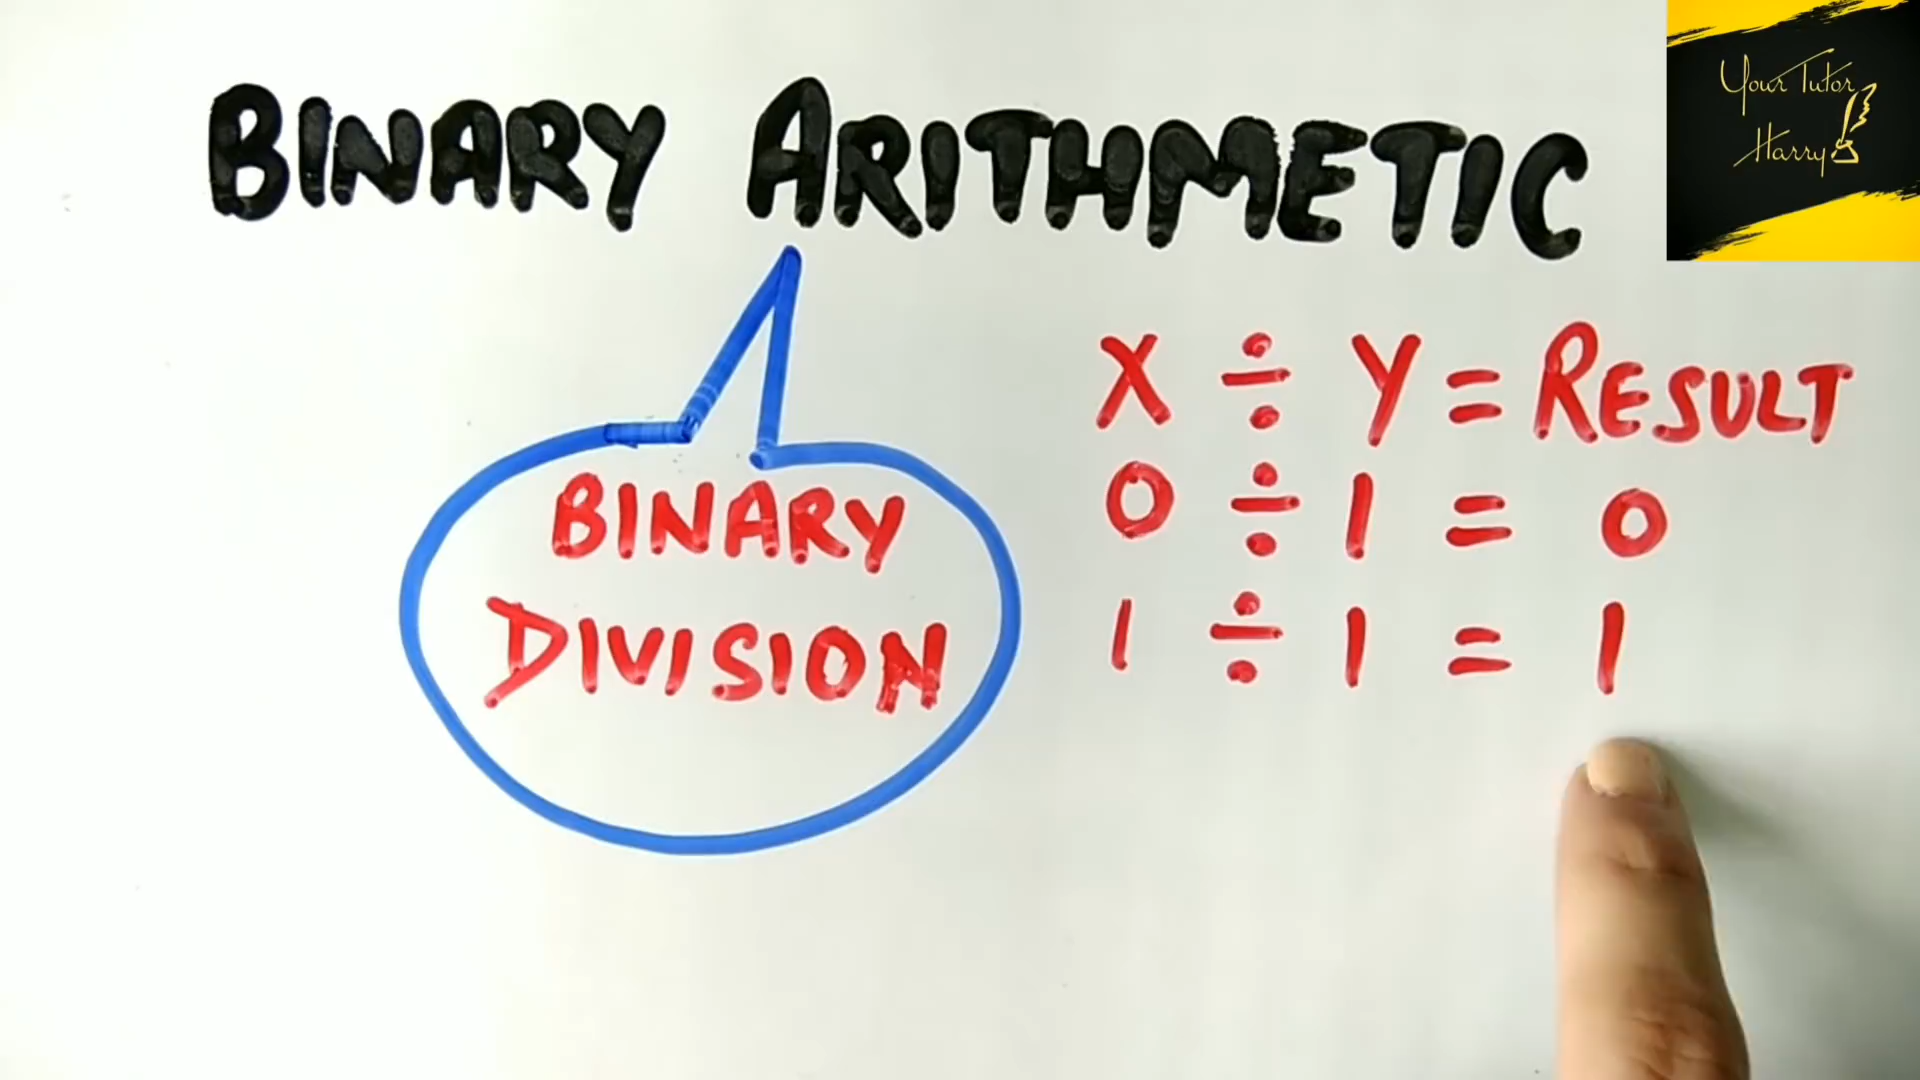 BINARY ARITHMETIC
Your Tutor
Harry
X ÷ Y = RESULT
0 ÷ 1 = 0
1 ÷ 1 = 1
BINARY
DIVISION